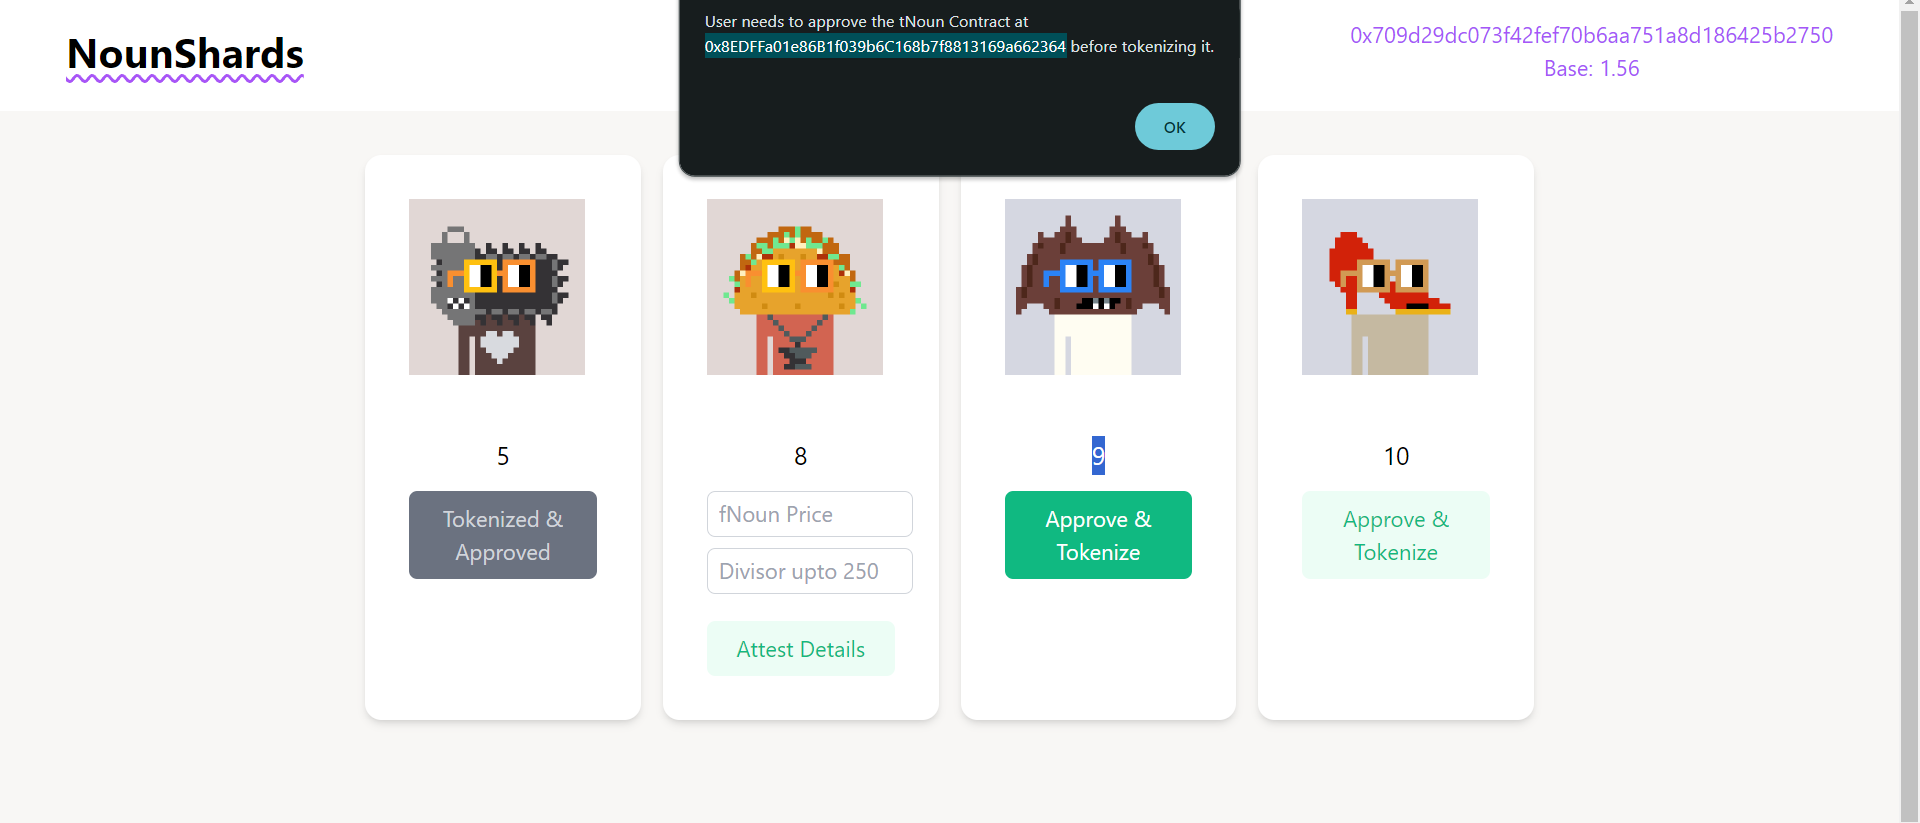 NounShards
User needs to approve the tNoun Contract at
0x8EDFFa01e86B1f039b6C168b7f8813169a662364 before tokenizing it.
OK
0x709d29dc073f42fef70b6aa751a8d186425b2750
Base: 1.56
5
Tokenized &
Approved
8
fNoun Price
Divisor upto 250
Attest Details
9
Approve &
Tokenize
10
Approve &
Tokenize